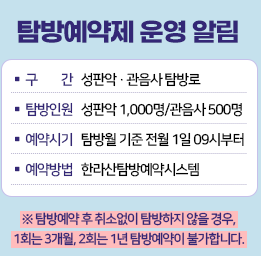 탐방예약제 운영 알림
▪ 구 간 성판악 · 관음사 탐방로
▪ 탐방인원 성판악 1,000명/관음사 500명
▪ 예약시기 탐방월 기준 전월 1일 09시부터
▪ 예약방법 한라산탐방예약시스템
※ 탐방예약 후 취소없이 탐방하지 않을 경우,
1회는 3개월, 2회는 1년 탐방예약이 불가합니다.